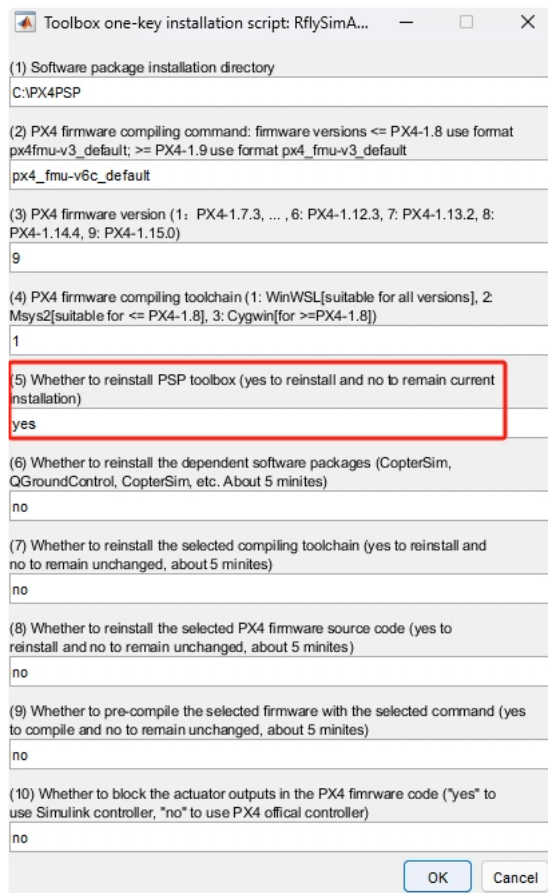 Toolbox one-key installation script: RflySimA...
(1) Software package installation directory
C:\PX4PSP
(2) PX4 firmware compiling command: firmware versions <= PX4-1.8 use format
px4fmu-v3_default; >= PX4-1.9 use format px4_fmu-v3_default
px4_fmu-v6c_default
(3) PX4 firmware version (1: PX4-1.7.3, ... , 6: PX4-1.12.3, 7: PX4-1.13.2, 8:
PX4-1.14.4, 9: PX4-1.15.0)
9
(4) PX4 firmware compiling toolchain (1: WinWSL[suitable for all versions], 2:
Msys2[suitable for <= PX4-1.8], 3: Cygwin[for >=PX4-1.8])
1
(5) Whether to reinstall PSP toolbox (yes to reinstall and no to remain current
installation)
yes
(6) Whether to reinstall the dependent software packages (CopterSim,
QGroundControl, CopterSim, etc. About 5 minites)
no
(7) Whether to reinstall the selected compiling toolchain (yes to reinstall and
no to remain unchanged, about 5 minites)
no
(8) Whether to reinstall the selected PX4 firmware source code (yes to
reinstall and no to remain unchanged, about 5 minites)
no
(9) Whether to pre-compile the selected firmware with the selected command (yes
to compile and no to remain unchanged, about 5 minites)
no
(10) Whether to block the actuator outputs in the PX4 fimrware code ("yes" to
use Simulink controller, "no" to use PX4 offical controller)
no
OK Cancel